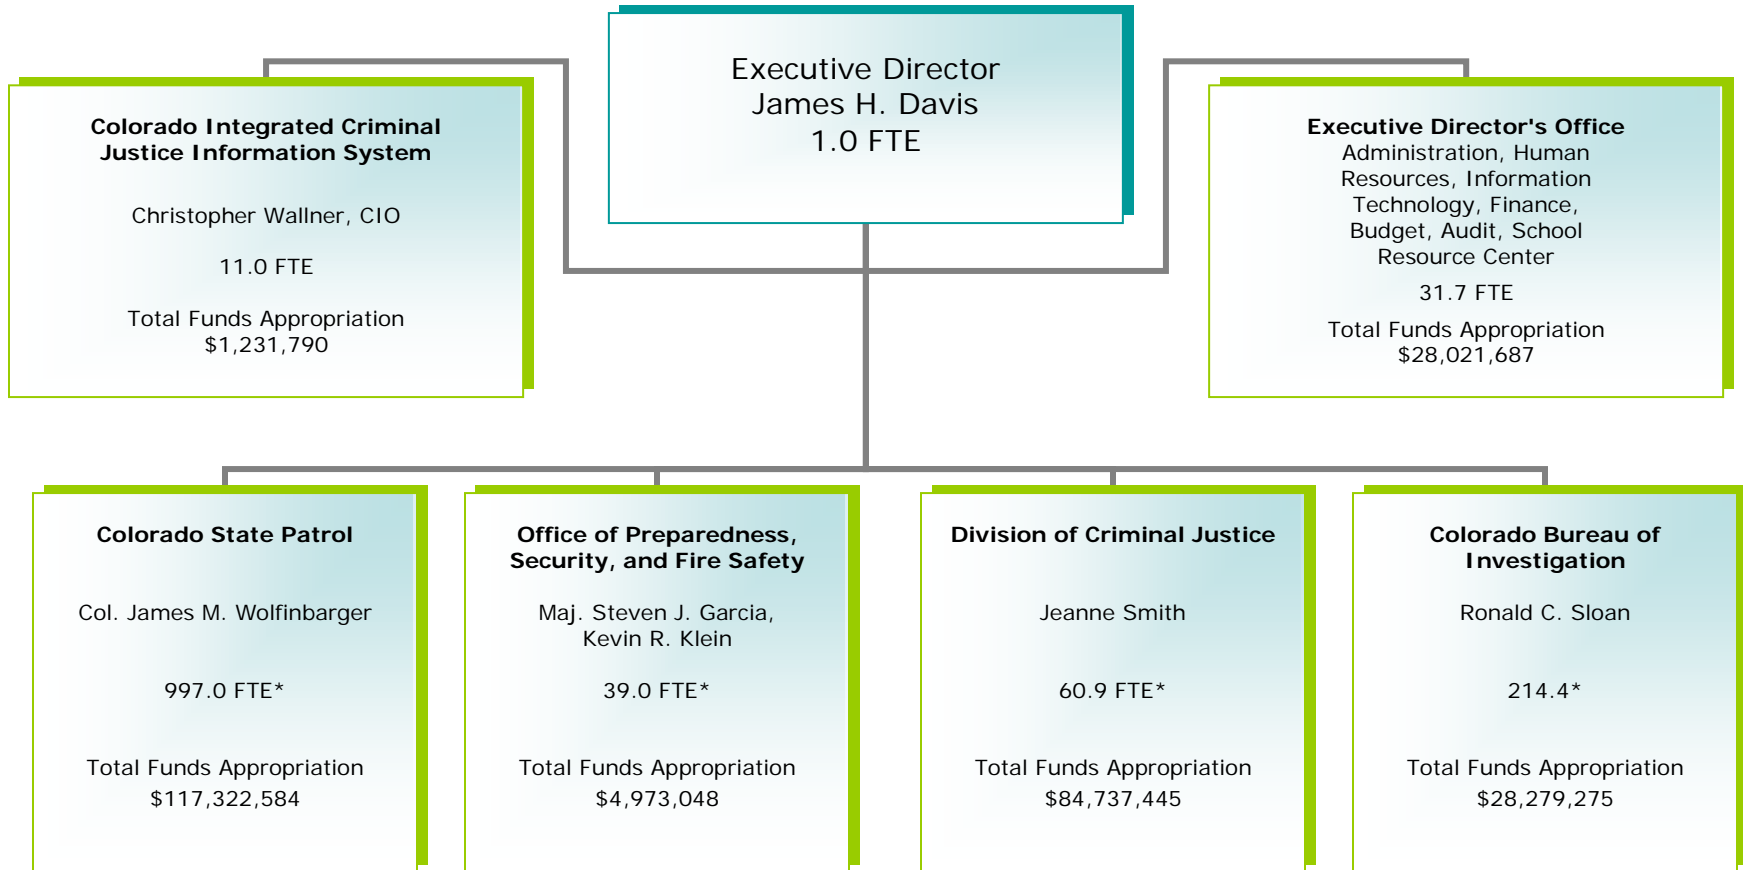 Executive Director
James H. Davis
1.0 FTE
Colorado Integrated Criminal
Justice Information System
Christopher Wallner, CIO
11.0 FTE
Total Funds Appropriation
$1,231,790
Executive Director's Office
Administration, Human
Resources, Information
Technology, Finance,
Budget, Audit, School
Resource Center
31.7 FTE
Total Funds Appropriation
$28,021,687
Colorado State Patrol
Col. James M. Wolfinbarger
997.0 FTE*
Total Funds Appropriation
$117,322,584
Office of Preparedness,
Security, and Fire Safety
Maj. Steven J. Garcia,
Kevin R. Klein
39.0 FTE*
Total Funds Appropriation
$4,973,048
Division of Criminal Justice
Jeanne Smith
60.9 FTE*
Total Funds Appropriation
$84,737,445
Colorado Bureau of
Investigation
Ronald C. Sloan
214.4*
Total Funds Appropriation
$28,279,275